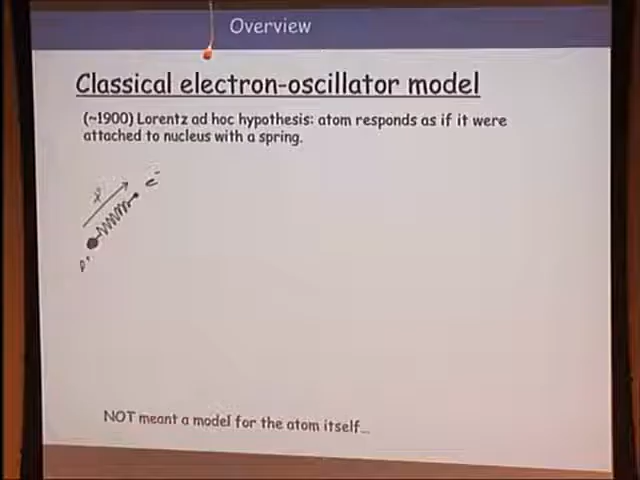 Overview
Classical electron-oscillator model
(~1900) Lorentz ad hoc hypothesis: atom responds as if it were
attached to nucleus with a spring.
e⁻
p⁺
NOT meant a model for the atom itself...